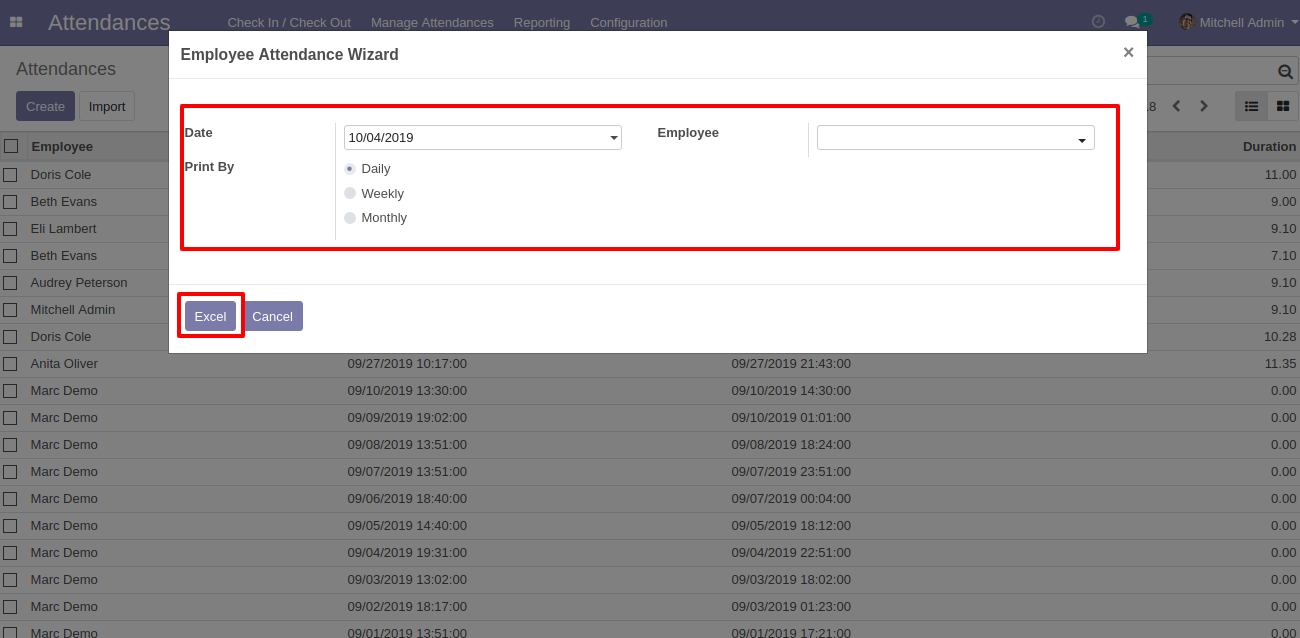 Attendances Check In / Check Out Manage Attendances Reporting Configuration 1 Mitchell Admin
Employee Attendance Wizard ×
Attendances
Create Import
8
Date 10/04/2019 Employee
Print By Daily
Weekly
Monthly
Employee Duration
Doris Cole 11.00
Beth Evans 9.00
Eli Lambert 9.10
Beth Evans 7.10
Audrey Peterson 9.10
Mitchell Admin 9.10
Excel Cancel
Doris Cole 10.28
Anita Oliver 09/27/2019 10:17:00 09/27/2019 21:43:00 11.35
Marc Demo 09/10/2019 13:30:00 09/10/2019 14:30:00 0.00
Marc Demo 09/09/2019 19:02:00 09/10/2019 01:01:00 0.00
Marc Demo 09/08/2019 13:51:00 09/08/2019 18:24:00 0.00
Marc Demo 09/07/2019 13:51:00 09/07/2019 23:51:00 0.00
Marc Demo 09/06/2019 18:40:00 09/07/2019 00:04:00 0.00
Marc Demo 09/05/2019 14:40:00 09/05/2019 18:12:00 0.00
Marc Demo 09/04/2019 19:31:00 09/04/2019 22:51:00 0.00
Marc Demo 09/03/2019 13:02:00 09/03/2019 18:02:00 0.00
Marc Demo 09/02/2019 18:17:00 09/03/2019 01:23:00 0.00
Marc Demo 09/01/2019 13:51:00 09/01/2019 17:21:00 0.00